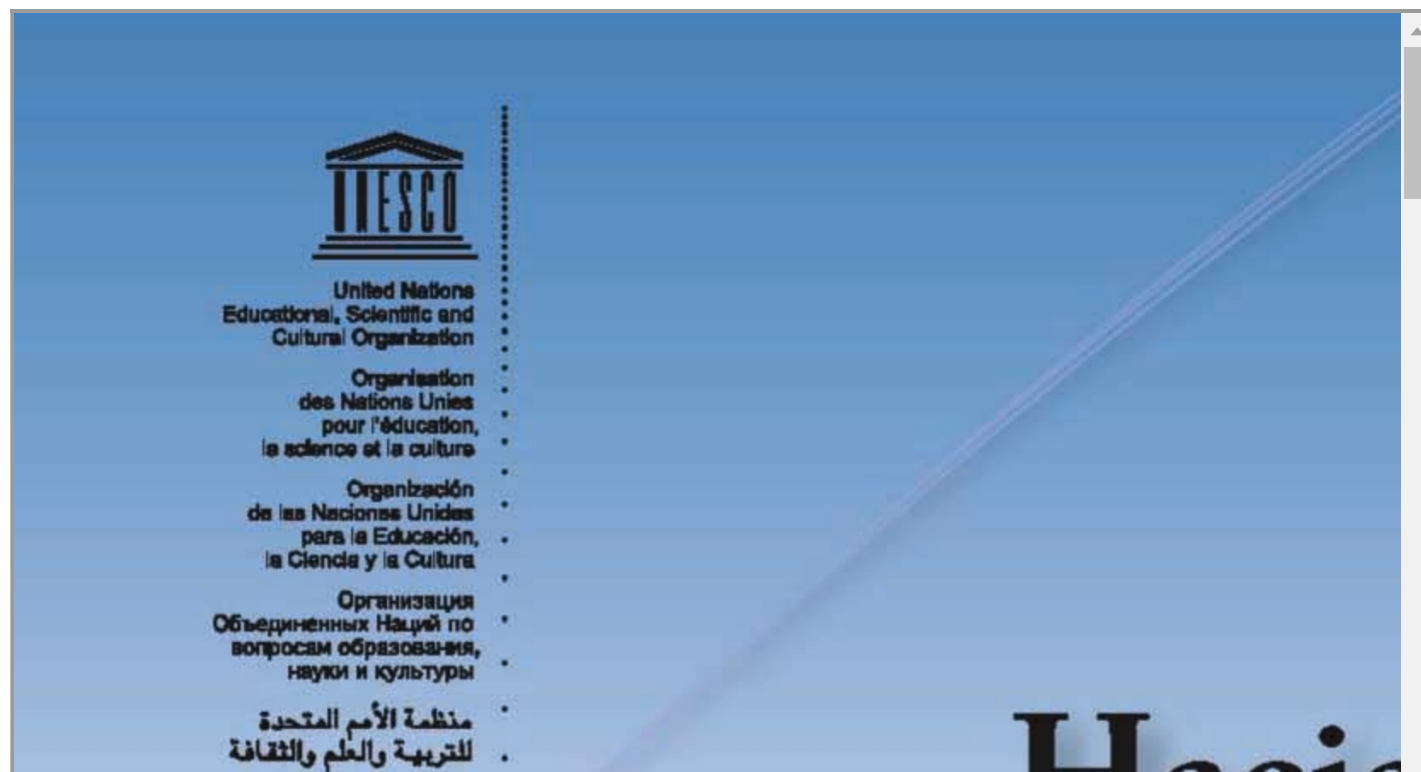 UNESCO
United Nations
Educational, Scientific and
Cultural Organization
Organisation
des Nations Unies
pour l'éducation,
la science et la culture
Organización
de las Naciones Unidas
para la Educación,
la Ciencia y la Cultura
Организация
Объединенных Наций по
вопросам образования,
науки и культуры
منظمة الأمم المتحدة
للتربية والعلم والثقافة